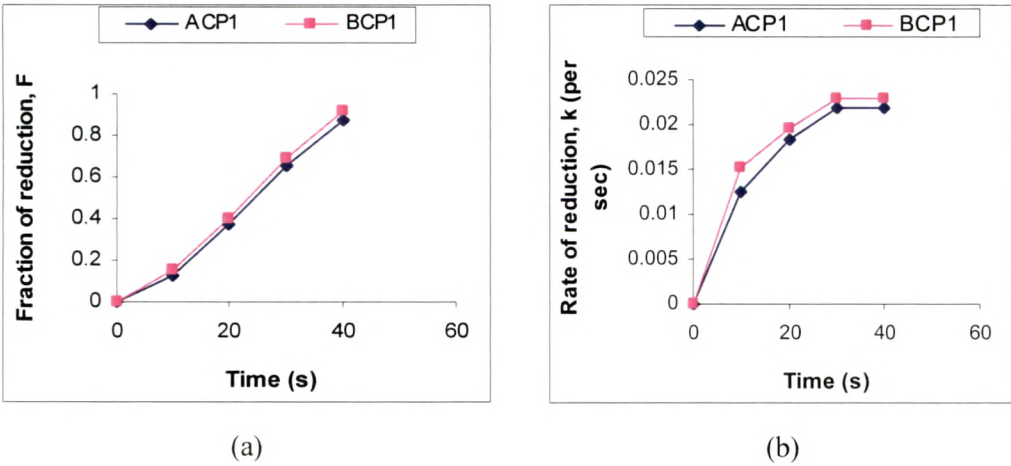 ACP1 BCP1
Fraction of reduction, F
1
0.8
0.6
0.4
0.2
0
0 20 40 60
Time (s)
(a)
ACP1 BCP1
Rate of reduction, k (per
sec)
0.025
0.02
0.015
0.01
0.005
0
0 20 40 60
Time (s)
(b)